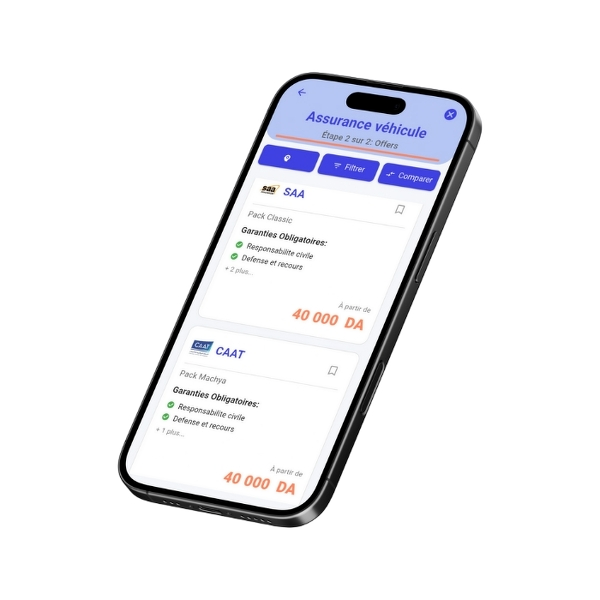 Assurance véhicule
Étape 2 sur 2: Offers
Filtrer
Comparer
saa
SAA
Pack Classic
Garanties Obligatoires:
Responsabilite civile
Defense et recours
+ 2 plus...
À partir de
40 000 DA
CAAT
CAAT
Pack Machya
Garanties Obligatoires:
Responsabilite civile
Defense et recours
+ 1 plus...
À partir de
40 000 DA